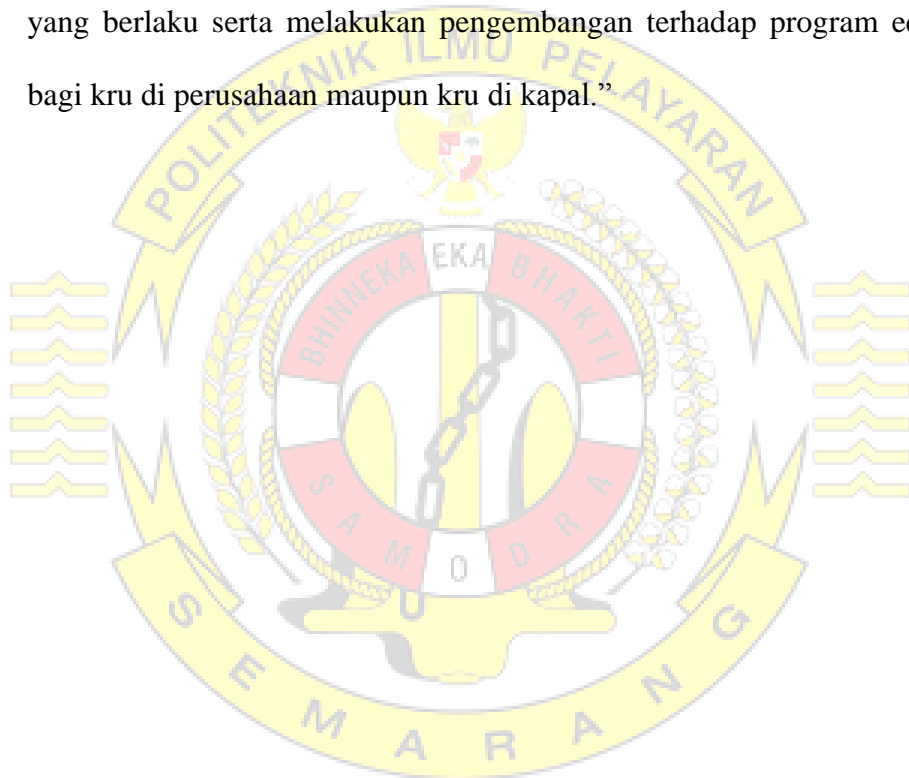 yang berlaku serta melakukan pengembangan terhadap program
bagi kru di perusahaan maupun kru di kapal.”
POLITEKNIK ILMU PELAYARAN
BHINNEKA EKA BHAKTI
SAMODRA
SEMARANG